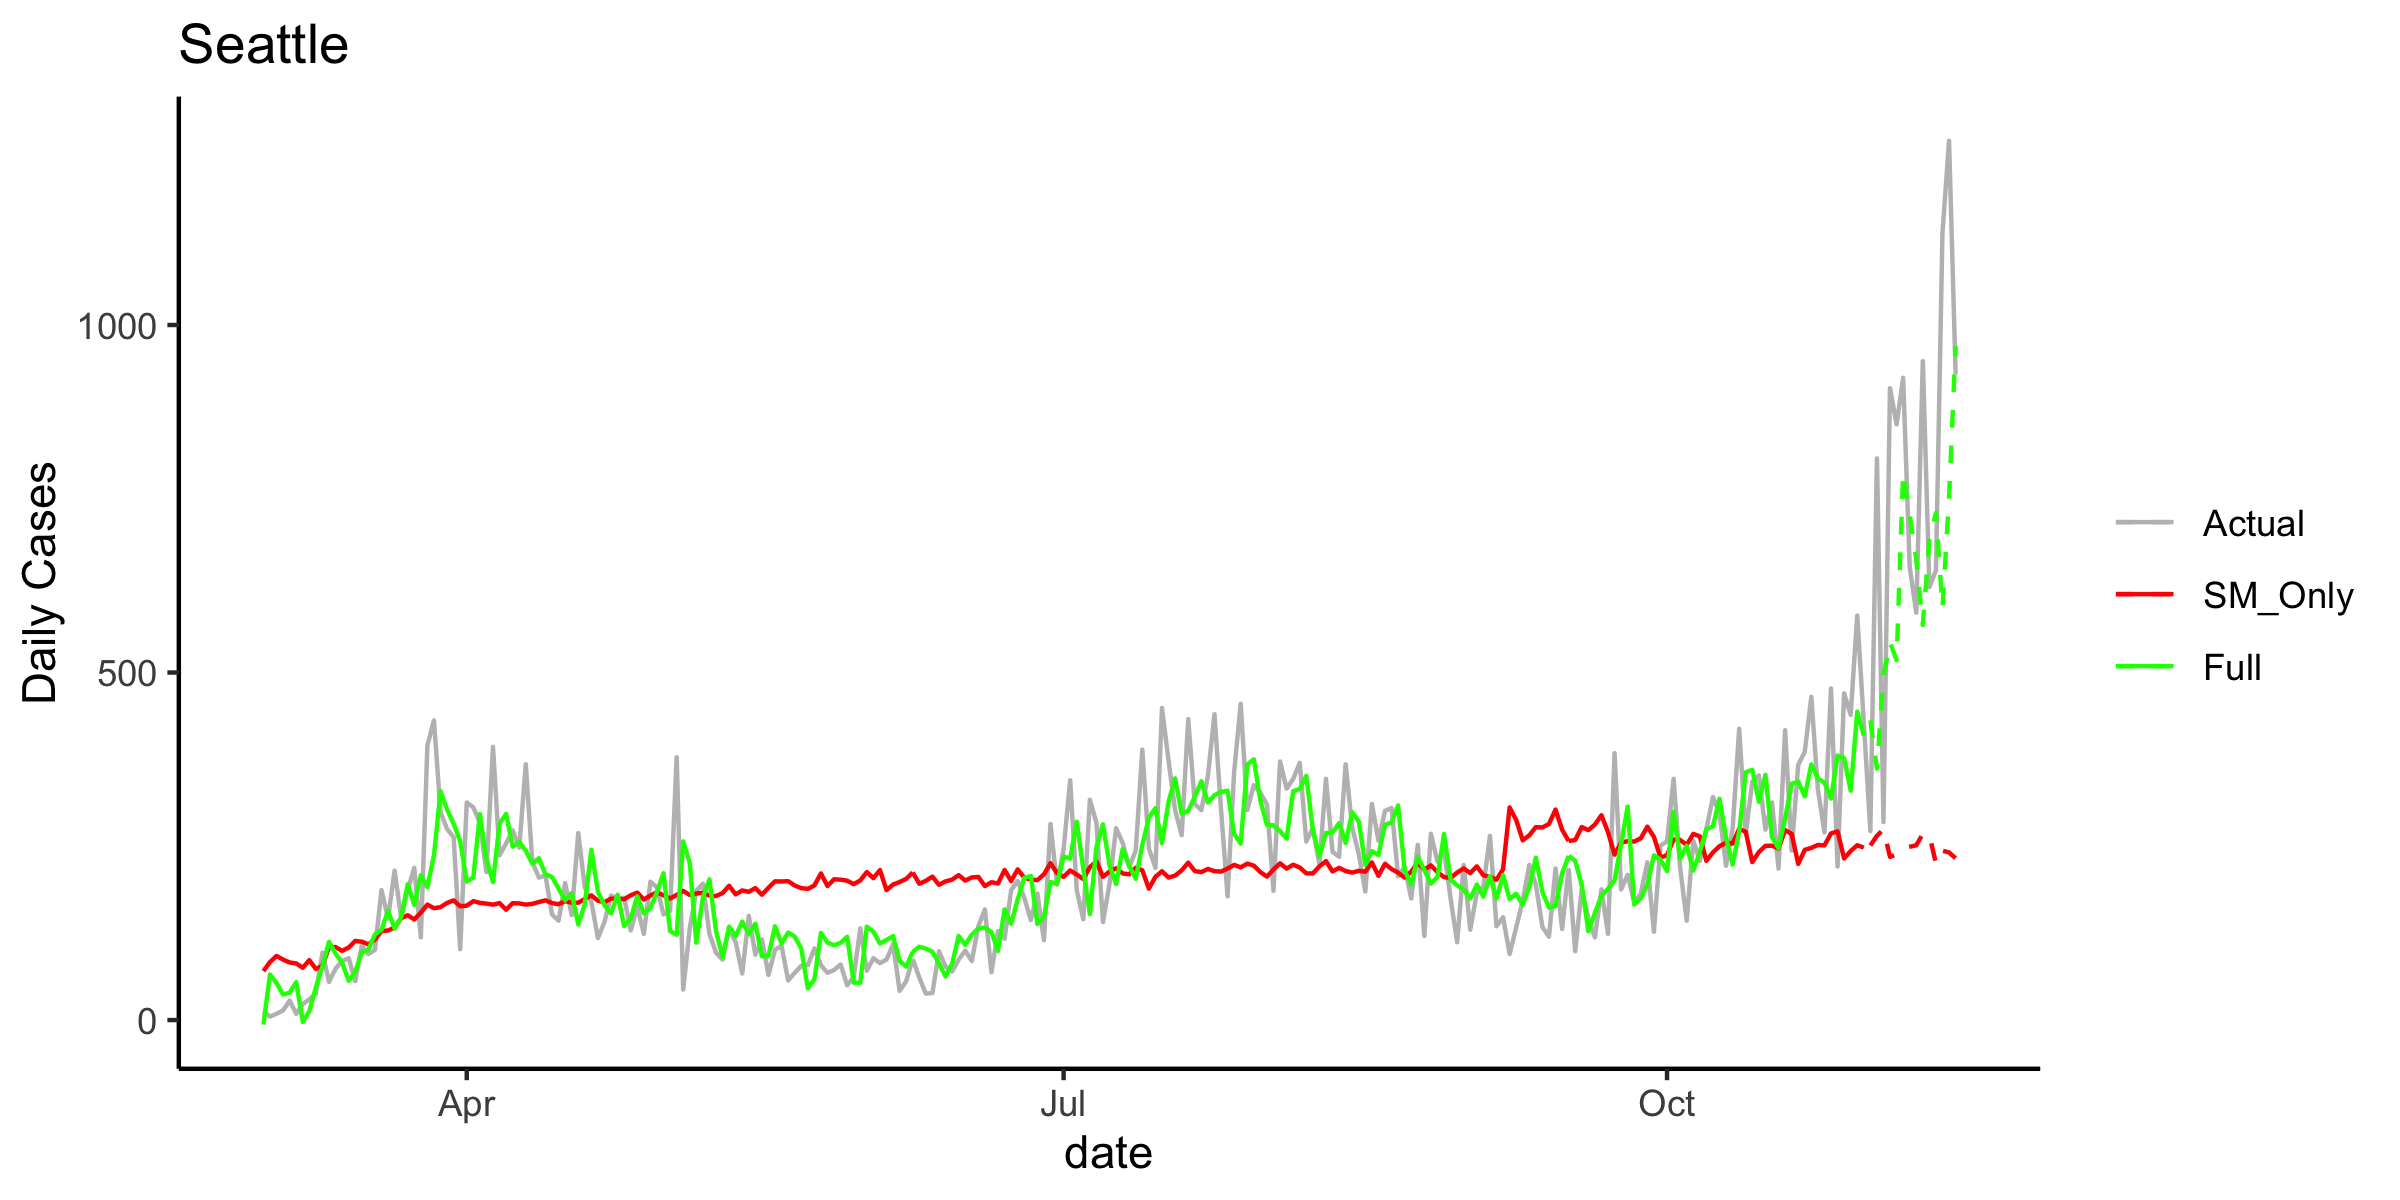 Seattle
Daily Cases
1000
500
0
Apr
Jul
Oct
date
Actual
SM_Only
Full